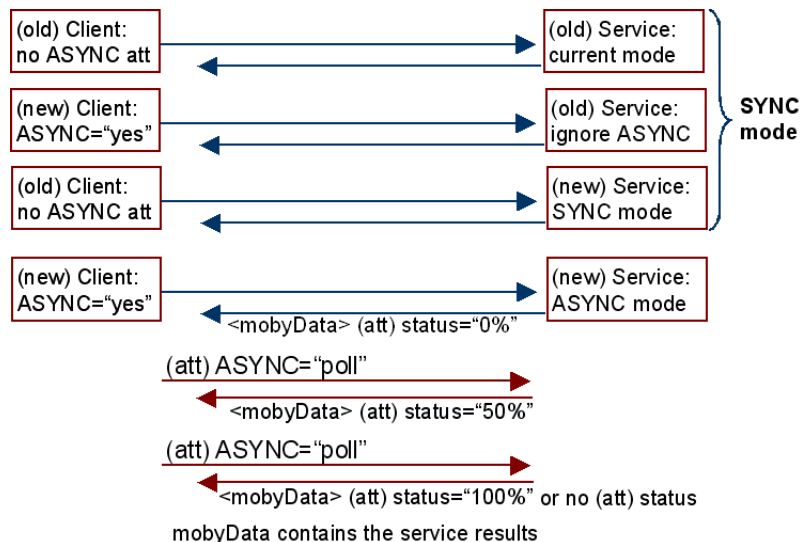 (old) Client:
no ASYNC att
(old) Service:
current mode
(new) Client:
ASYNC=“yes”
(old) Service:
ignore ASYNC
SYNC
mode
(old) Client:
no ASYNC att
(new) Service:
SYNC mode
(new) Client:
ASYNC=“yes”
(new) Service:
ASYNC mode
<mobyData> (att) status=“0%”
(att) ASYNC=“poll”
<mobyData> (att) status=“50%”
(att) ASYNC=“poll”
<mobyData> (att) status=“100%” or no (att) status
mobyData contains the service results